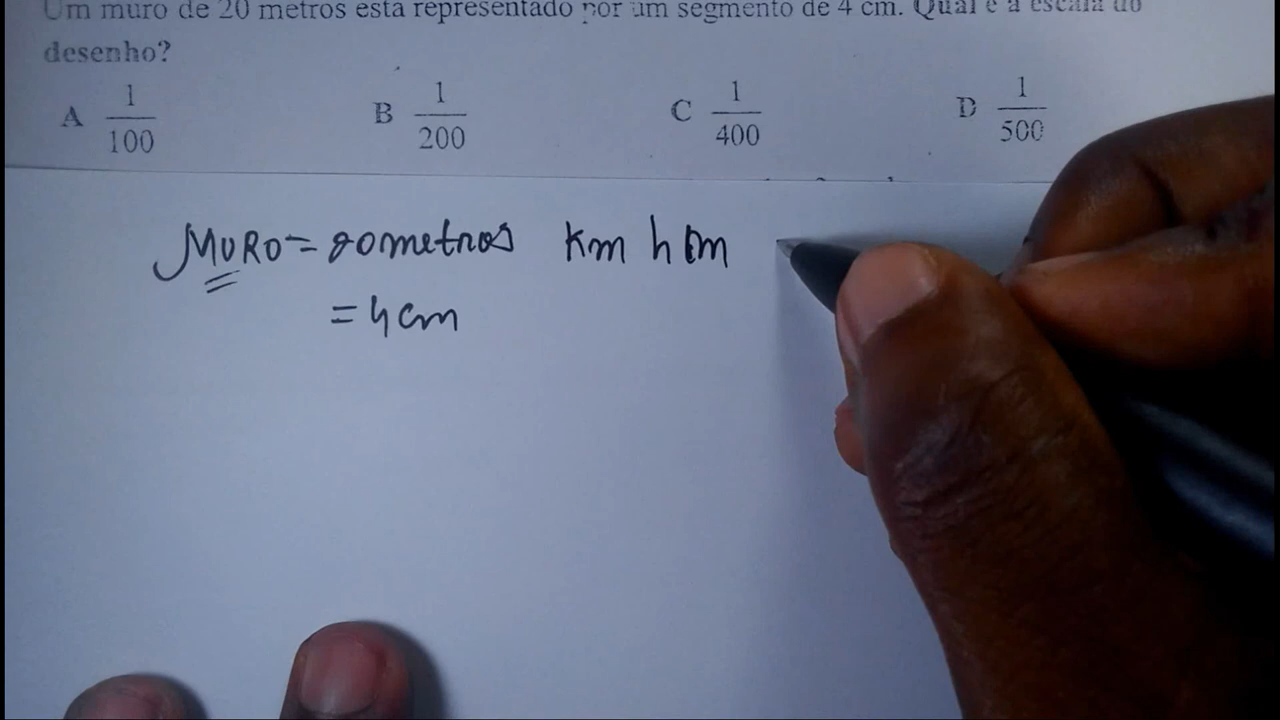 Um muro de 20 metros está representado por um segmento de 4 cm. Qual é a escala do
desenho?
A 1/100 B 1/200 C 1/400 D 1/500
MURO = 20metros km hm
= 4cm